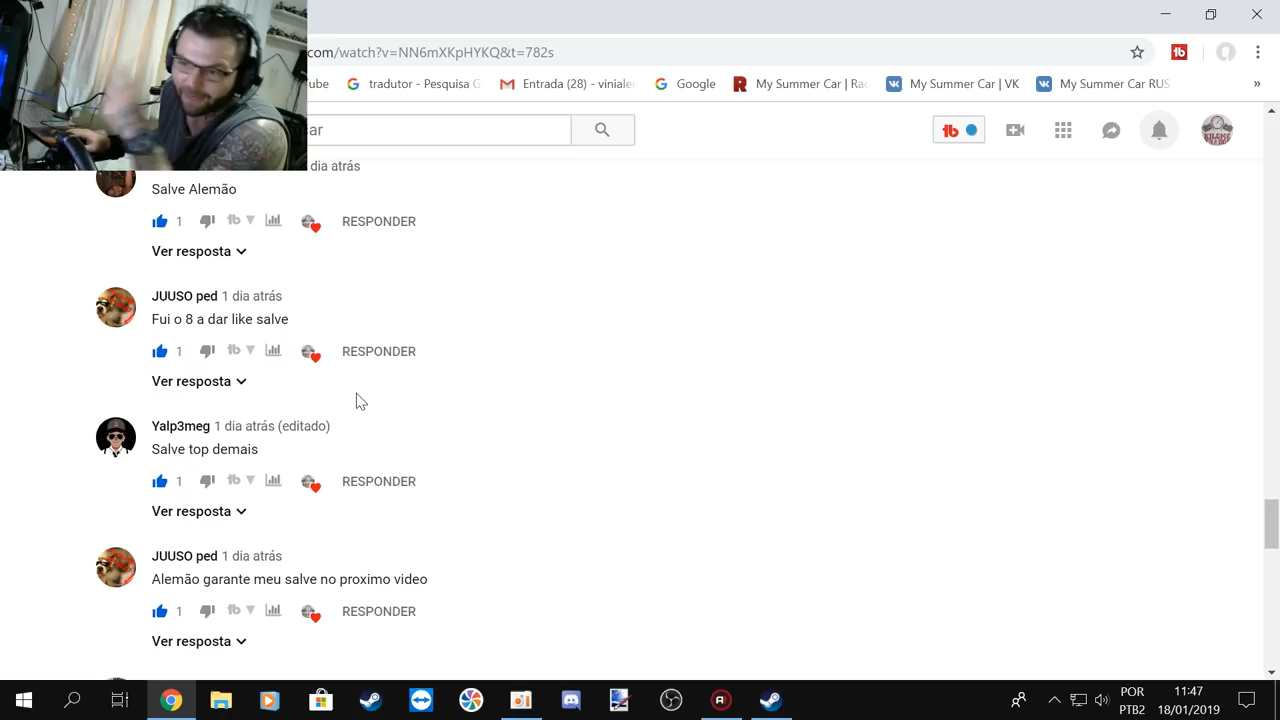 com/watch?v=NN6mXKpHYKQ&t=782s
ube tradutor - Pesquisa G Entrada (28) - viniale Google My Summer Car | Rac My Summer Car | VK My Summer Car RUS »
ar
dia atrás
Salve Alemão
1 RESPONDER
Ver resposta
JUUSO ped 1 dia atrás
Fui o 8 a dar like salve
1 RESPONDER
Ver resposta
Yalp3meg 1 dia atrás (editado)
Salve top demais
1 RESPONDER
Ver resposta
JUUSO ped 1 dia atrás
Alemão garante meu salve no proximo video
1 RESPONDER
Ver resposta
POR 11:47
PTB2 18/01/2019